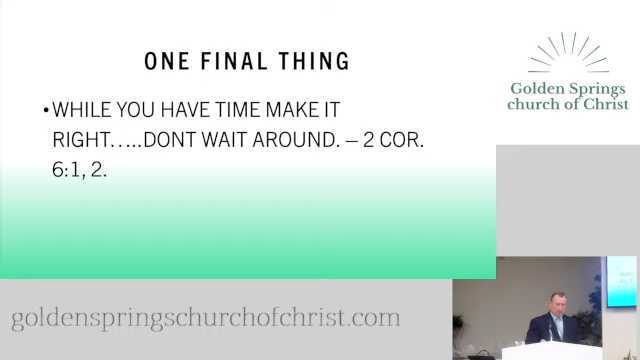 ONE FINAL THING
•WHILE YOU HAVE TIME MAKE IT
RIGHT…..DONT WAIT AROUND. – 2 COR.
6:1, 2.
Golden Springs
church of Christ
goldenspringschurchofchrist.com